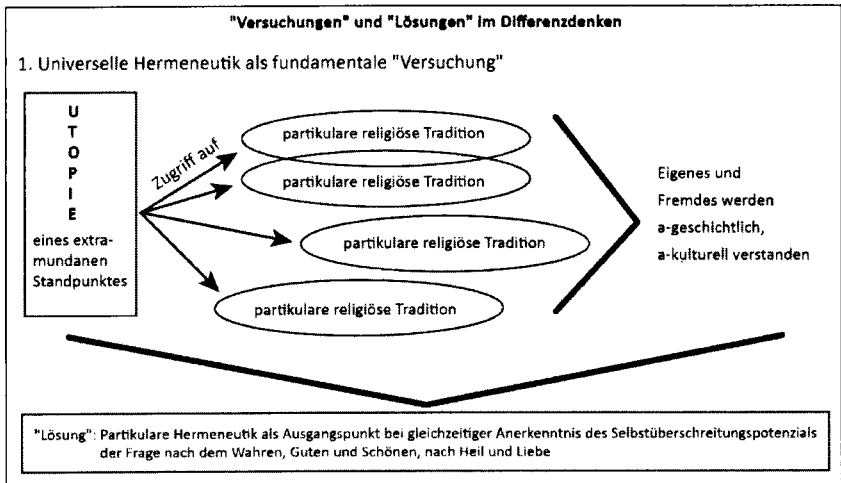 "Versuchungen" und "Lösungen" im Differenzdenken
1. Universelle Hermeneutik als fundamentale "Versuchung"
U
T
O
P
I
E
eines extra-
mundanen
Standpunktes
Zugriff auf
partikulare religiöse Tradition
partikulare religiöse Tradition
partikulare religiöse Tradition
partikulare religiöse Tradition
Eigenes und
Fremdes werden
a-geschichtlich,
a-kulturell verstanden
"Lösung": Partikulare Hermeneutik als Ausgangspunkt bei gleichzeitiger Anerkenntnis des Selbstüberschreitungspotenzials
der Frage nach dem Wahren, Guten und Schönen, nach Heil und Liebe